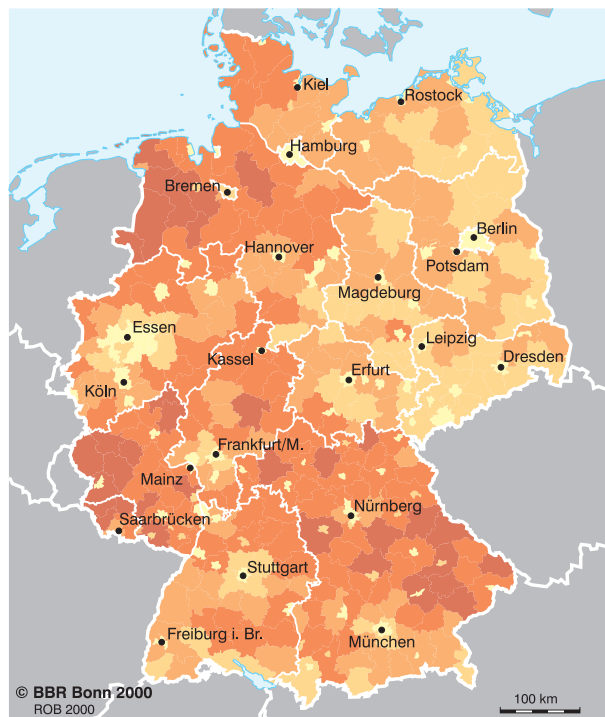 Kiel
Rostock
Hamburg
Bremen
Berlin
Hannover
Potsdam
Magdeburg
Essen
Leipzig
Kassel
Dresden
Erfurt
Köln
Frankfurt/M.
Mainz
Nürnberg
Saarbrücken
Stuttgart
München
Freiburg i. Br.
© BBR Bonn 2000
ROB 2000
100 km